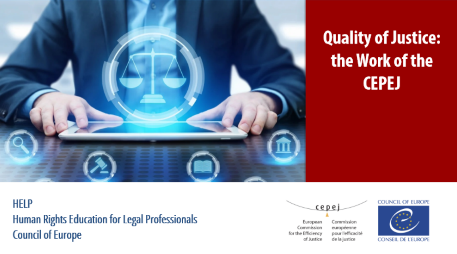 Quality of Justice:
the Work of the
CEPEJ
HELP
Human Rights Education for Legal Professionals
Council of Europe
cepej
European Commission
Commission européenne
for the Efficiency pour l'efficacité
of Justice de la justice
COUNCIL OF EUROPE
CONSEIL DE L'EUROPE